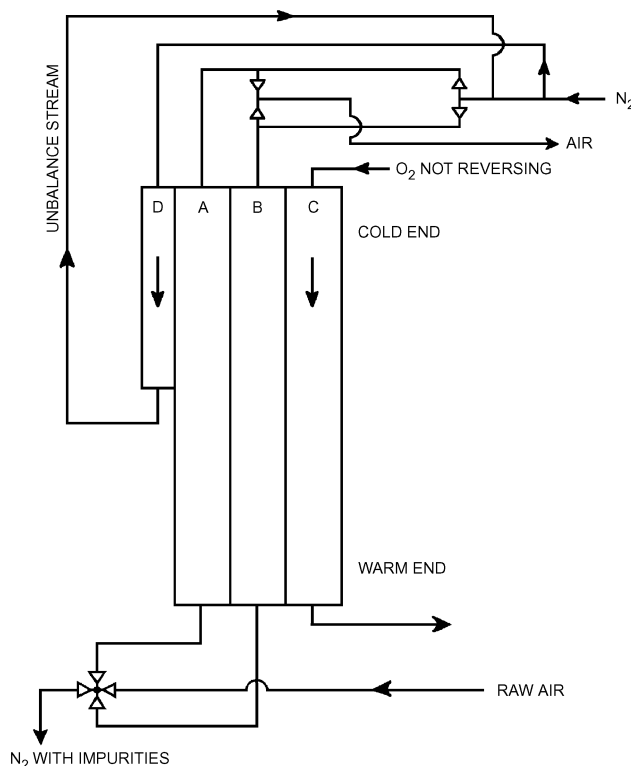 N2
AIR
O2 NOT REVERSING
UNBALANCE STREAM
D
A
B
C
COLD END
WARM END
RAW AIR
N2 WITH IMPURITIES